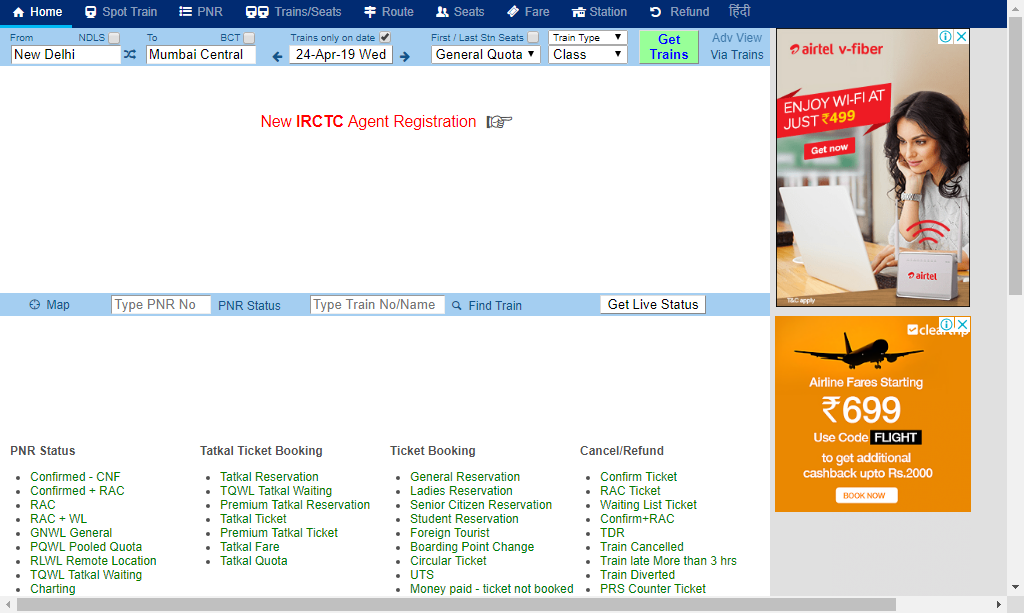 Home Spot Train PNR Trains/Seats Route Seats Fare Station Refund हिंदी
From NDLS To BCT Trains only on date First / Last Stn Seats Train Type Get Trains Adv View
New Delhi Mumbai Central 24-Apr-19 Wed General Quota Class Via Trains
New IRCTC Agent Registration
Map Type PNR No PNR Status Type Train No/Name Find Train Get Live Status
PNR Status
Confirmed - CNF
Confirmed + RAC
RAC
RAC + WL
GNWL General
PQWL Pooled Quota
RLWL Remote Location
TQWL Tatkal Waiting
Charting
Tatkal Ticket Booking
Tatkal Reservation
TQWL Tatkal Waiting
Premium Tatkal Reservation
Tatkal Ticket
Premium Tatkal Ticket
Tatkal Fare
Tatkal Quota
Ticket Booking
General Reservation
Ladies Reservation
Senior Citizen Reservation
Student Reservation
Foreign Tourist
Boarding Point Change
Circular Ticket
UTS
Money paid - ticket not booked
Cancel/Refund
Confirm Ticket
RAC Ticket
Waiting List Ticket
Confirm+RAC
TDR
Train Cancelled
Train late More than 3 hrs
Train Diverted
PRS Counter Ticket
airtel v-fiber
ENJOY WI-FI AT
JUST ₹499
Get now
airtel
T&C apply
cleartrip
Airline Fares Starting
₹699
Use Code FLIGHT
to get additional
cashback upto Rs.2000
BOOK NOW